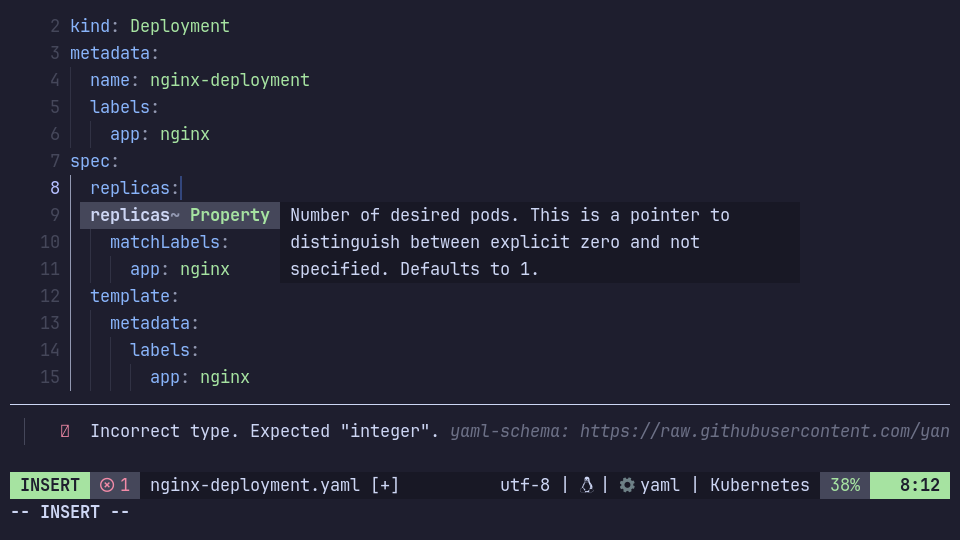 2 kind: Deployment
3 metadata:
4 name: nginx-deployment
5 labels:
6 app: nginx
7 spec:
8 replicas:
9 replicas~ Property Number of desired pods. This is a pointer to
10 matchLabels: distinguish between explicit zero and not
11 app: nginx specified. Defaults to 1.
12 template:
13 metadata:
14 labels:
15 app: nginx
Incorrect type. Expected "integer". yaml-schema: https://raw.githubusercontent.com/yan
INSERT 1 nginx-deployment.yaml [+] utf-8 | | yaml | Kubernetes 38% 8:12
-- INSERT --